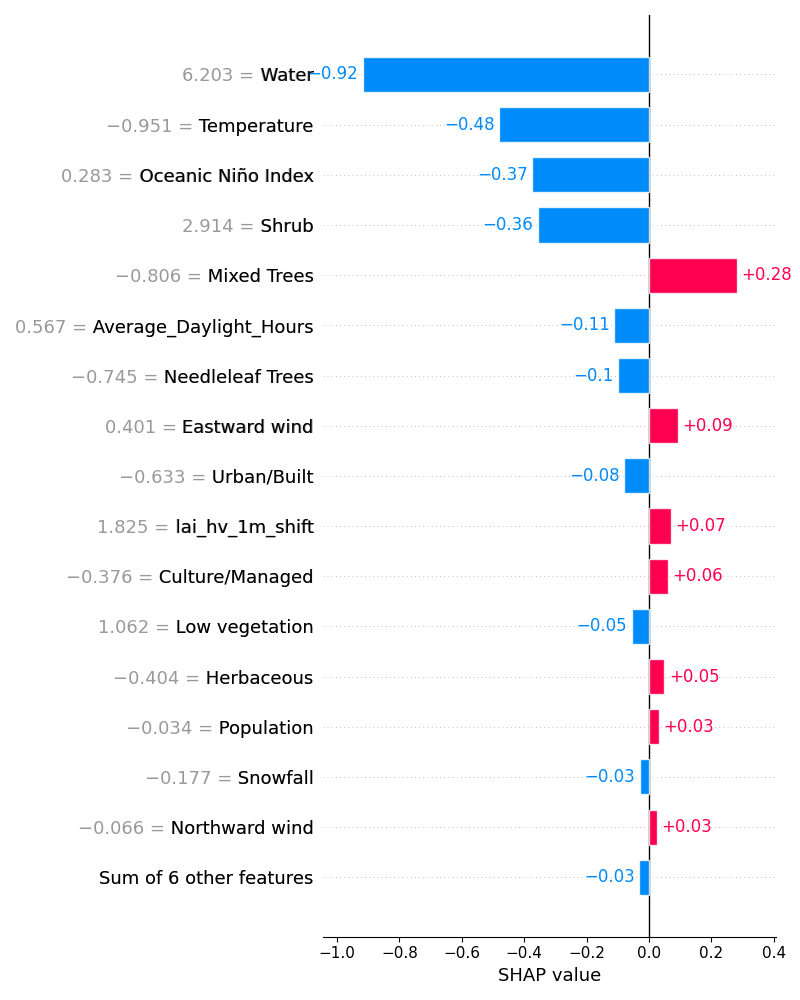 6.203 = Water −0.92
−0.951 = Temperature −0.48
0.283 = Oceanic Niño Index −0.37
2.914 = Shrub −0.36
−0.806 = Mixed Trees +0.28
0.567 = Average_Daylight_Hours −0.11
−0.745 = Needleleaf Trees −0.1
0.401 = Eastward wind +0.09
−0.633 = Urban/Built −0.08
1.825 = lai_hv_1m_shift +0.07
−0.376 = Culture/Managed +0.06
1.062 = Low vegetation −0.05
−0.404 = Herbaceous +0.05
−0.034 = Population +0.03
−0.177 = Snowfall −0.03
−0.066 = Northward wind +0.03
Sum of 6 other features −0.03
−1.0 −0.8 −0.6 −0.4 −0.2 0.0 0.2 0.4
SHAP value